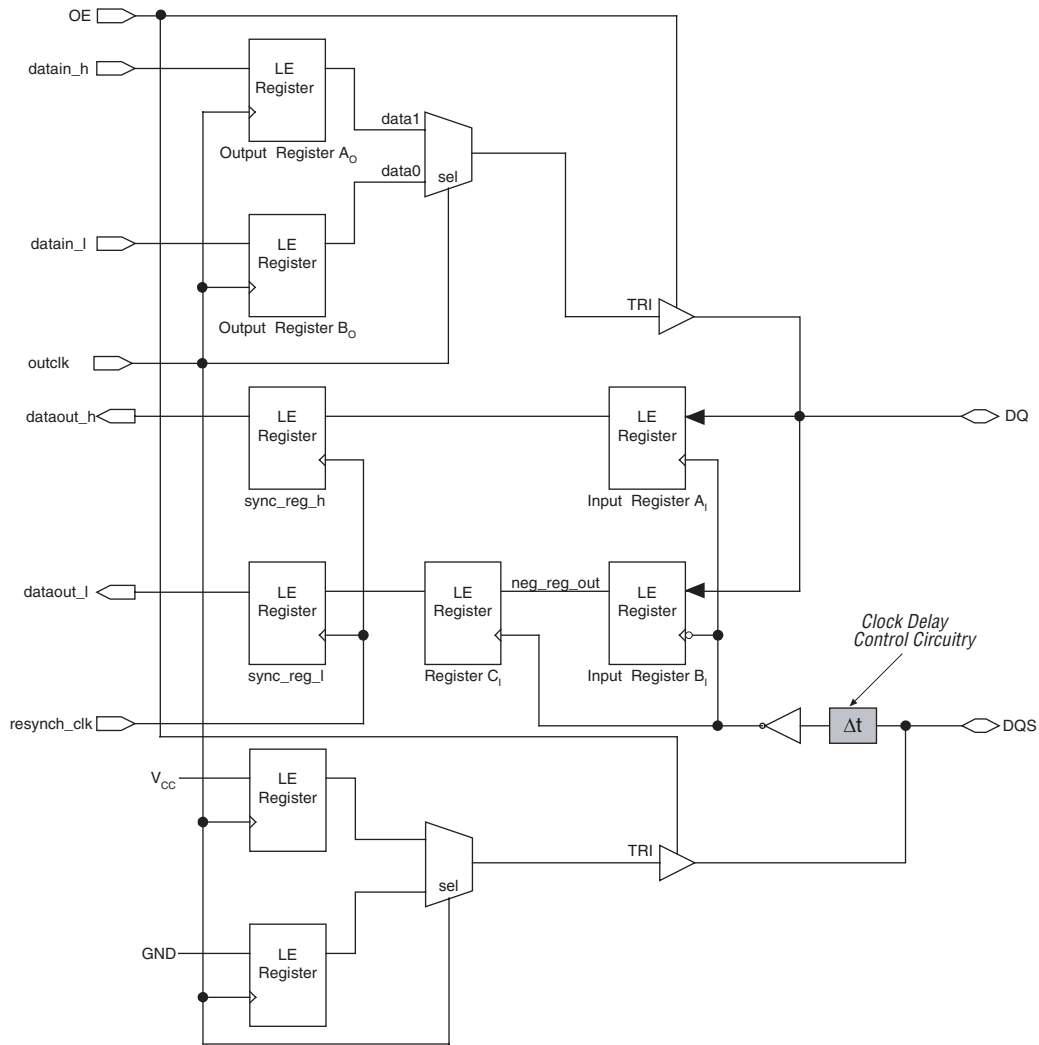 OE
datain_h
LE
Register
data1
Output Register A_O
data0
sel
datain_l
LE
Register
TRI
Output Register B_O
outclk
dataout_h
LE
Register
LE
Register
DQ
sync_reg_h
Input Register A_I
dataout_l
LE
Register
LE
Register
neg_reg_out
LE
Register
Clock Delay
Control Circuitry
sync_reg_l
Register C_I
Input Register B_I
resynch_clk
Δt
DQS
V_CC
LE
Register
TRI
sel
GND
LE
Register